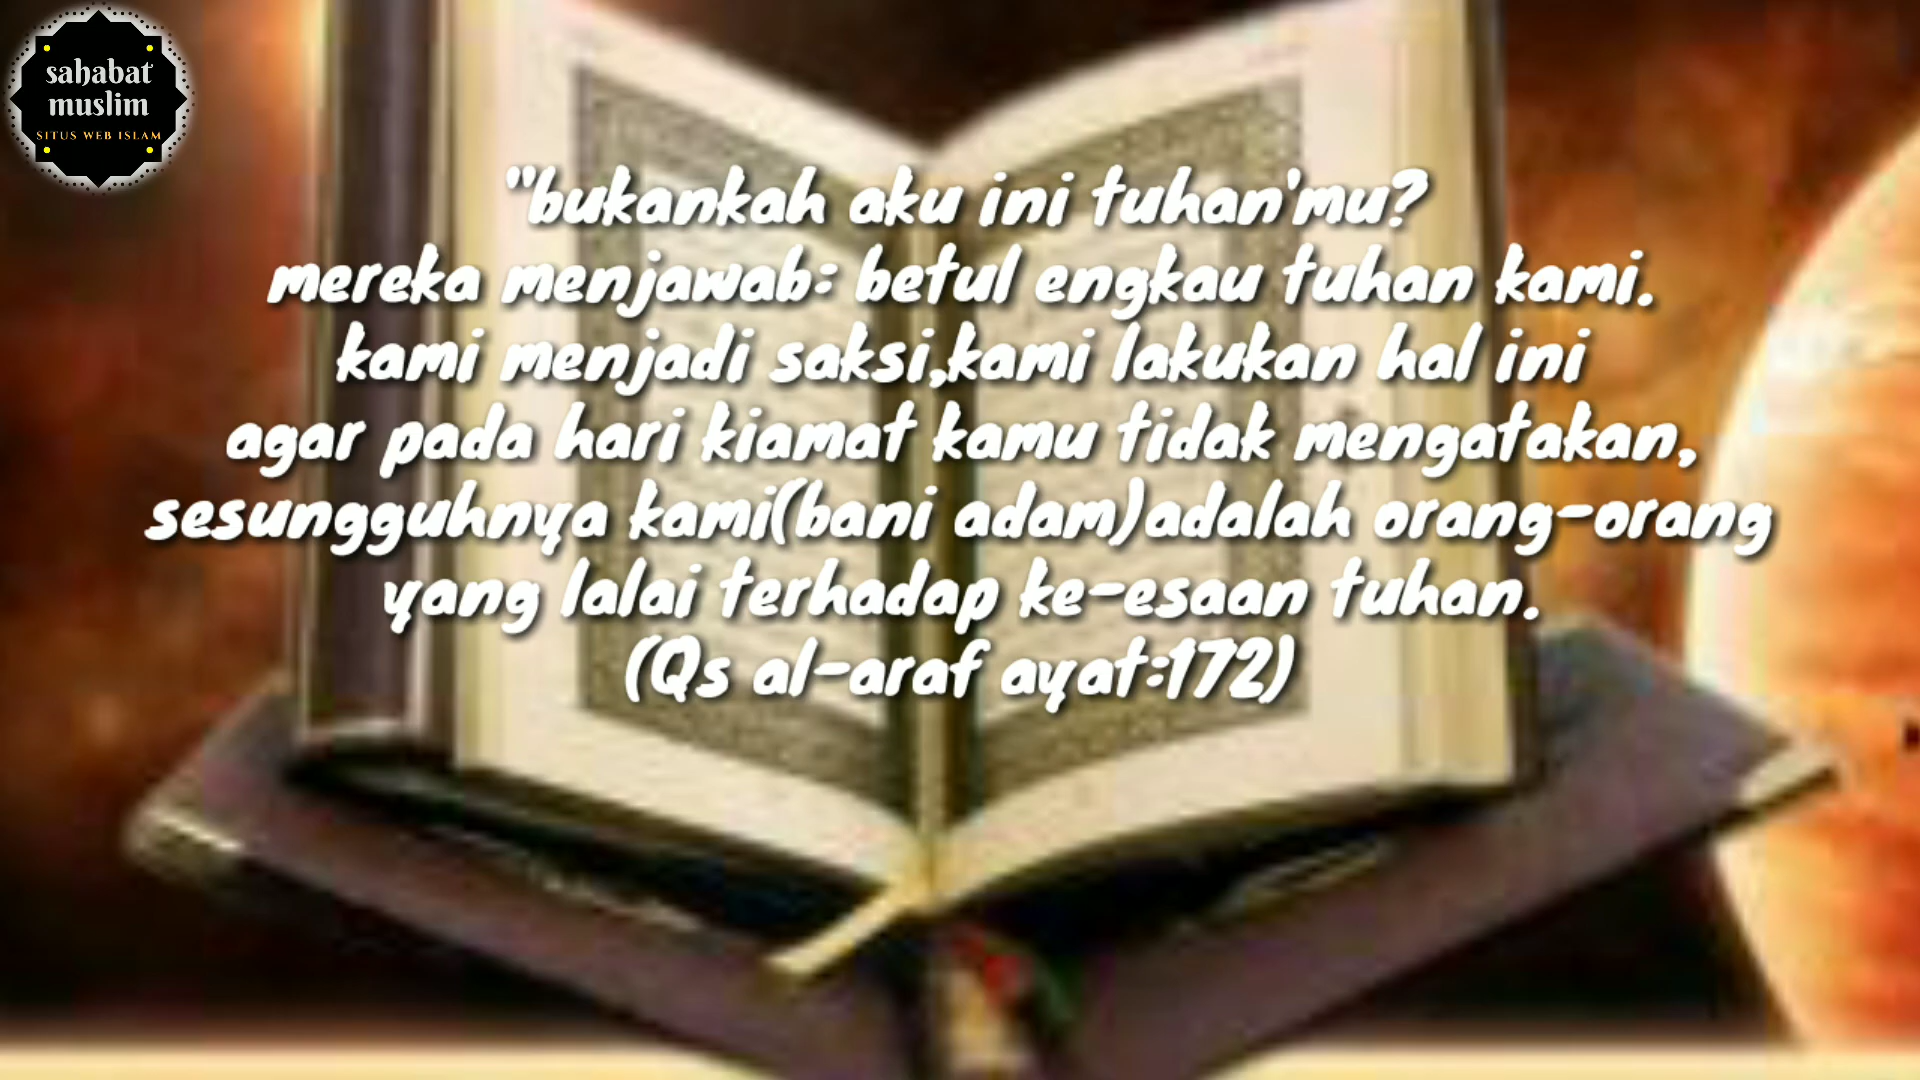 sahabat
muslim
SITUS WEB ISLAM
"bukankah aku ini tuhan'mu?
mereka menjawab: betul engkau tuhan kami.
kami menjadi saksi,kami lakukan hal ini
agar pada hari kiamat kamu tidak mengatakan,
sesungguhnya kami(bani adam)adalah orang-orang
yang lalai terhadap ke-esaan tuhan.
(Qs al-araf ayat:172)